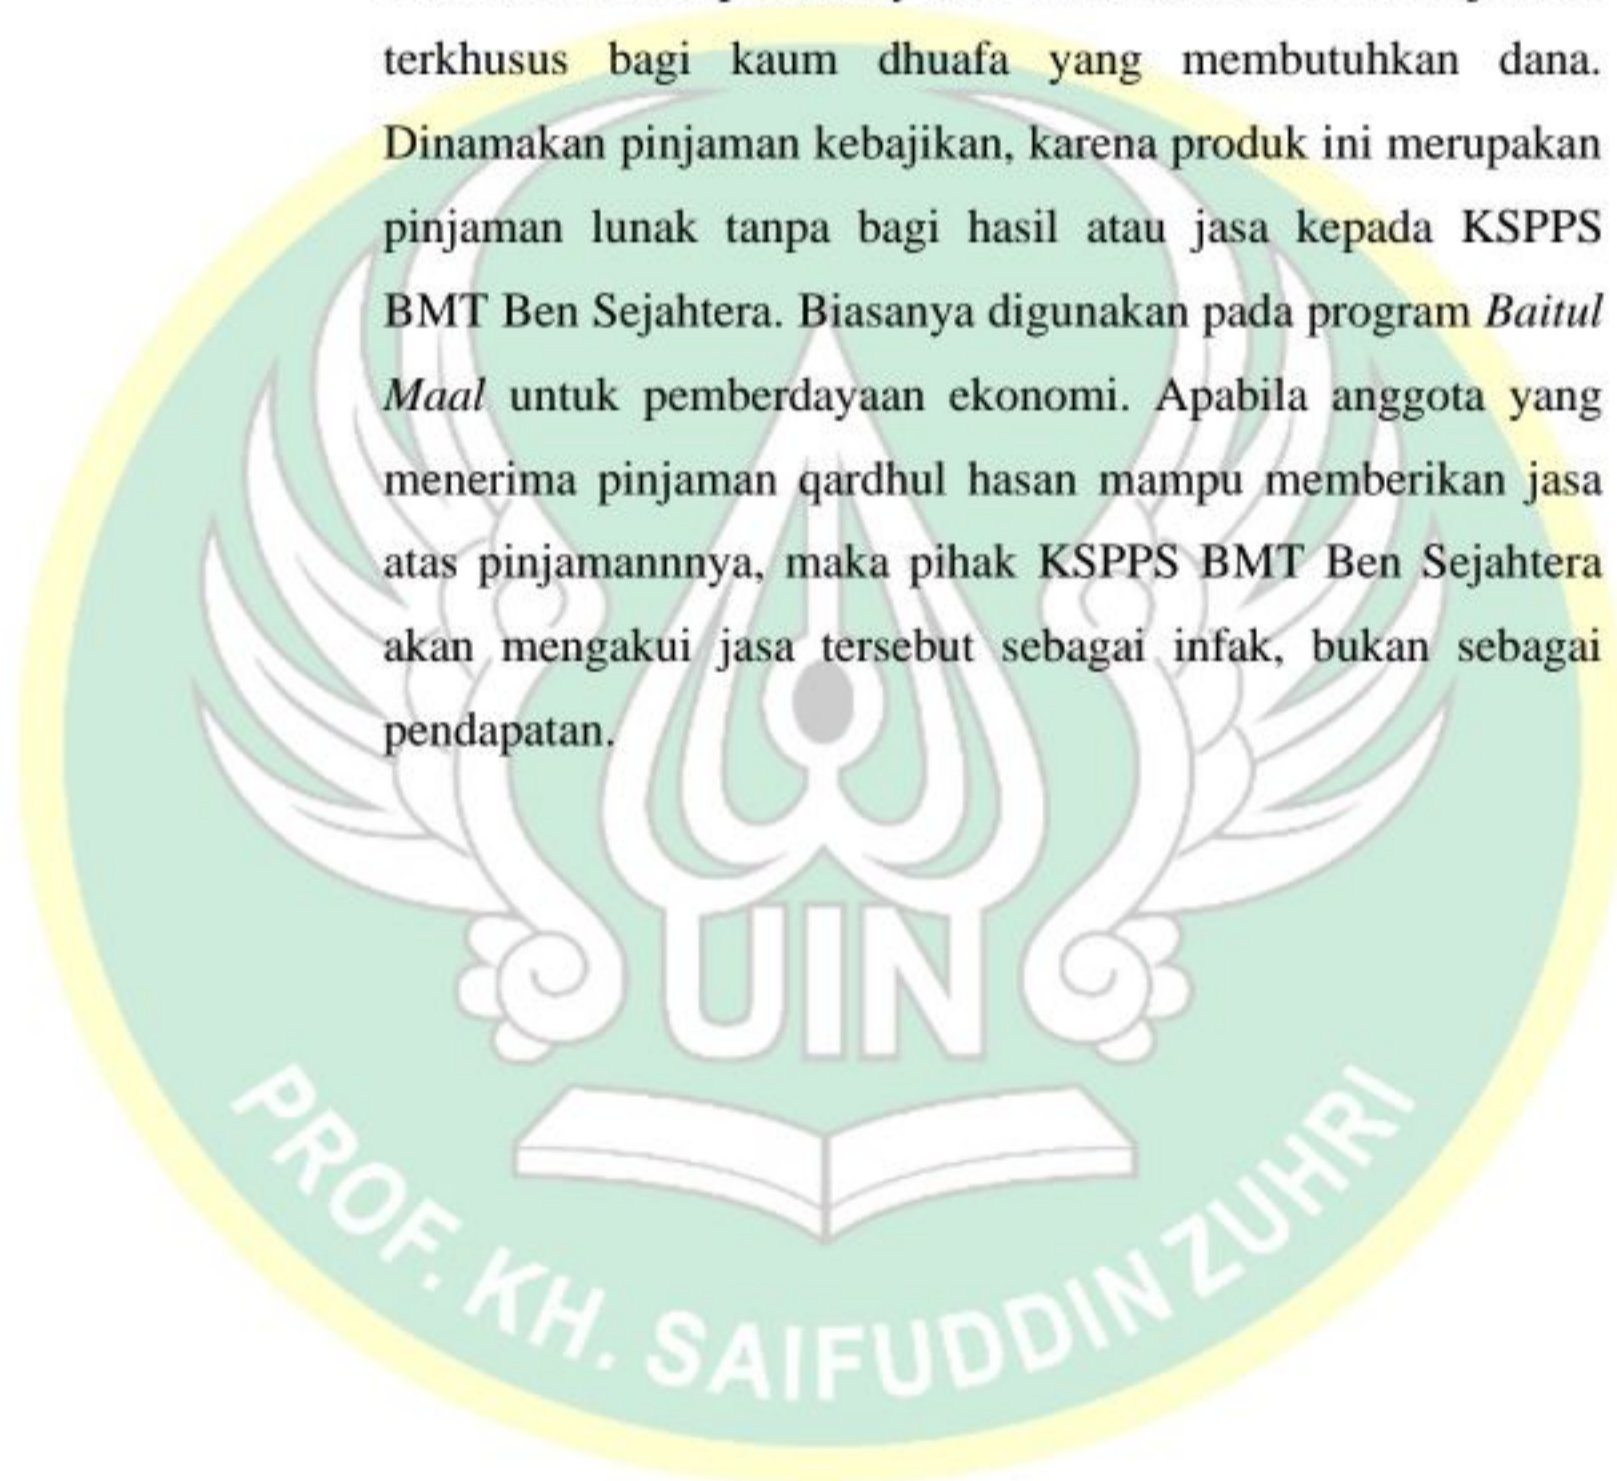 terkhusus bagi kaum dhuafa yang membutuhkan dana.
Dinamakan pinjaman kebajikan, karena produk ini merupakan
pinjaman lunak tanpa bagi hasil atau jasa kepada KSPPS
BMT Ben Sejahtera. Biasanya digunakan pada program Baitul
Maal untuk pemberdayaan ekonomi. Apabila anggota yang
menerima pinjaman qardhul hasan mampu memberikan jasa
atas pinjamannnya, maka pihak KSPPS BMT Ben Sejahtera
akan mengakui jasa tersebut sebagai infak, bukan sebagai
pendapatan.
UIN
PROF. KH. SAIFUDDIN ZUHRI